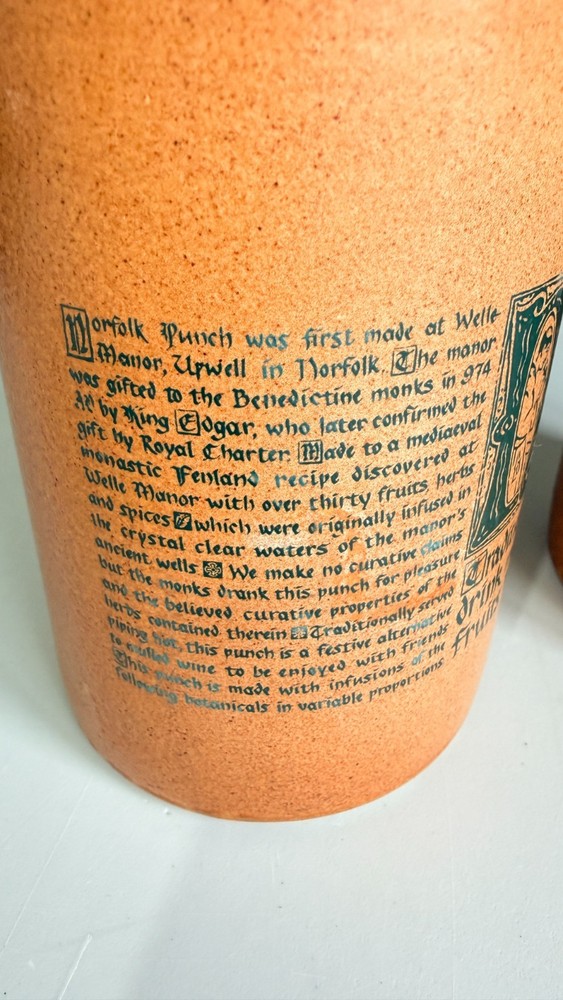 Norfolk Punch was first made at Welle
Manor, Upwell in Norfolk. The manor
was gifted to the Benedictine monks in 974
AD by King Edgar, who later confirmed the
gift by Royal Charter. Made to a mediaeval
monastic Fenland recipe discovered at
Welle Manor with over thirty fruits herbs
and spices which were originally infused in
the crystal clear waters of the manor's
ancient wells We make no curative claims
but the monks drank this punch for pleasure
and the believed curative properties of the
herbs contained therein Traditionally served
piping hot, this punch is a festive alternative
to mulled wine to be enjoyed with friends
This punch is made with infusions of the
following botanicals in variable proportions
drink